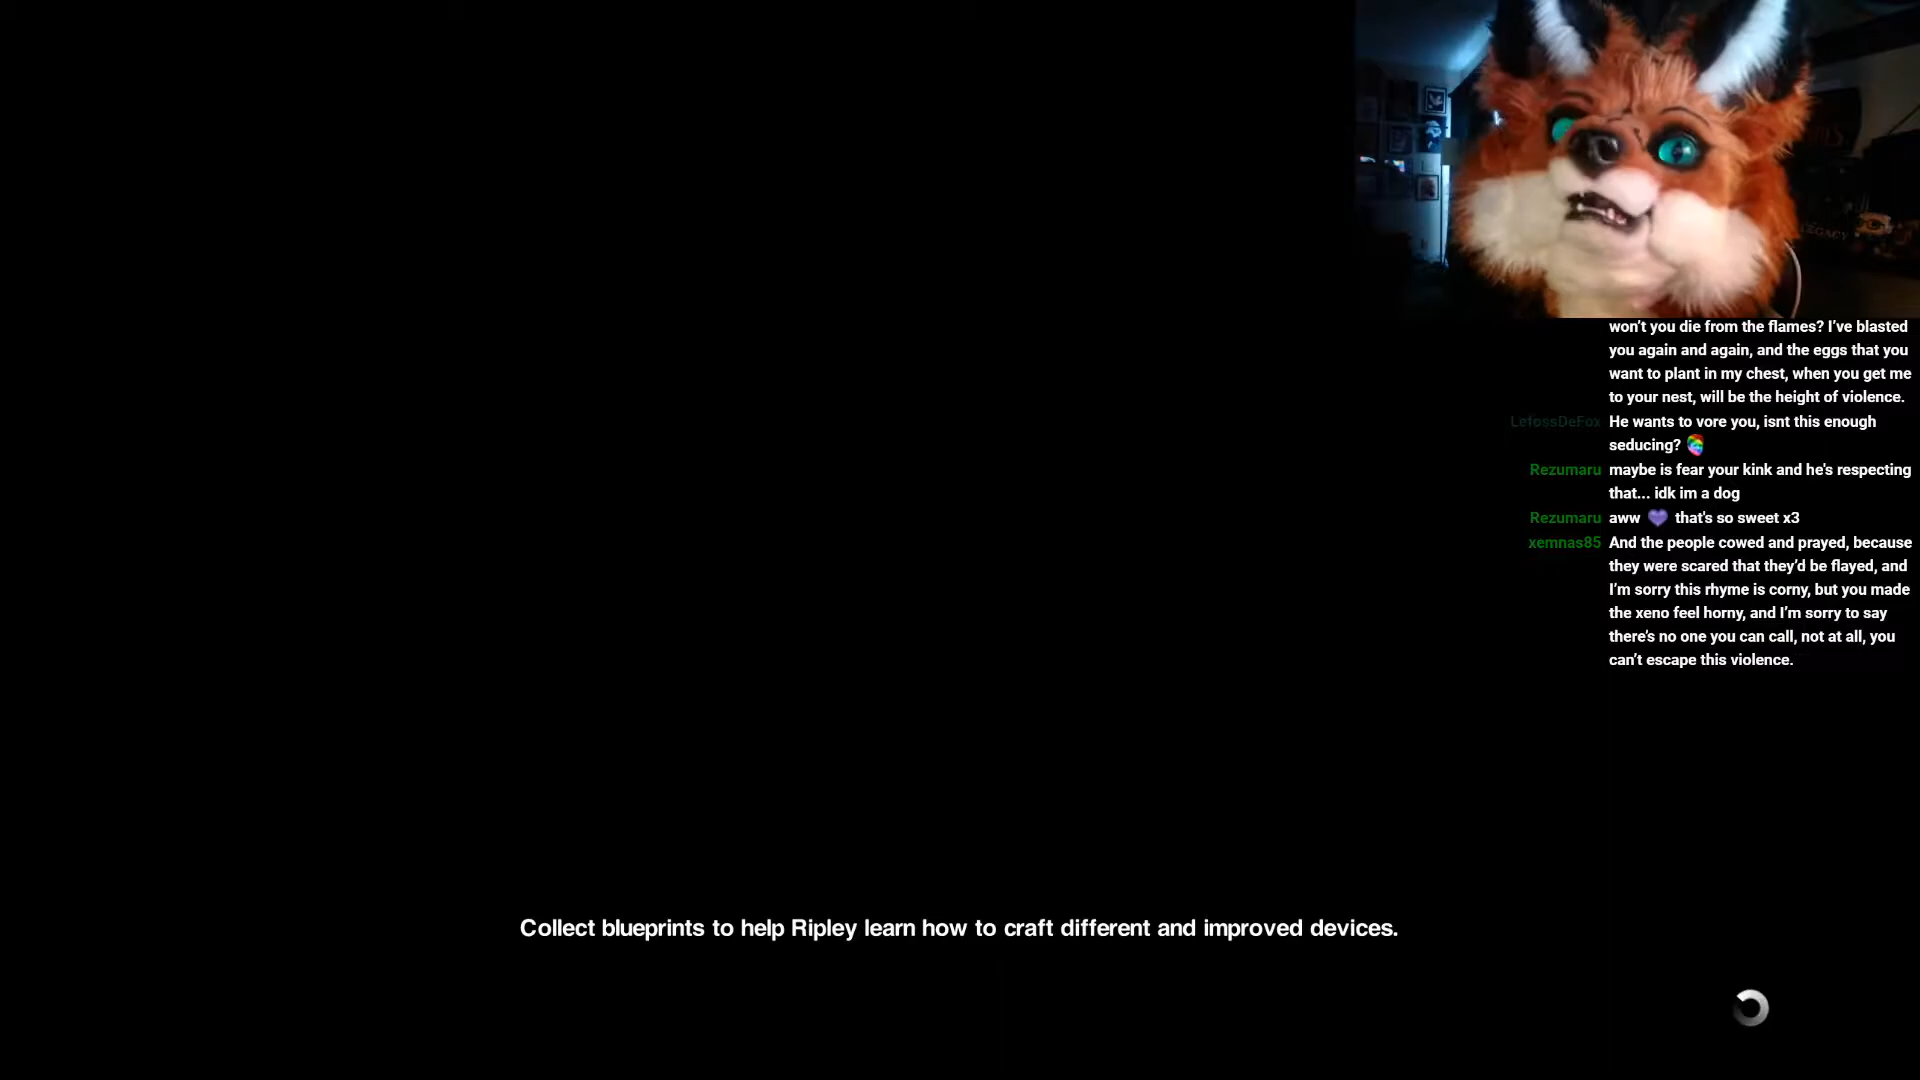 won't you die from the flames? I've blasted
you again and again, and the eggs that you
want to plant in my chest, when you get me
to your nest, will be the height of violence.
LefossDeFox He wants to vore you, isnt this enough
seducing?
Rezumaru maybe is fear your kink and he's respecting
that... idk im a dog
Rezumaru aww that's so sweet x3
xemnas85 And the people cowed and prayed, because
they were scared that they'd be flayed, and
I'm sorry this rhyme is corny, but you made
the xeno feel horny, and I'm sorry to say
there's no one you can call, not at all, you
can't escape this violence.
LEGACY
Collect blueprints to help Ripley learn how to craft different and improved devices.